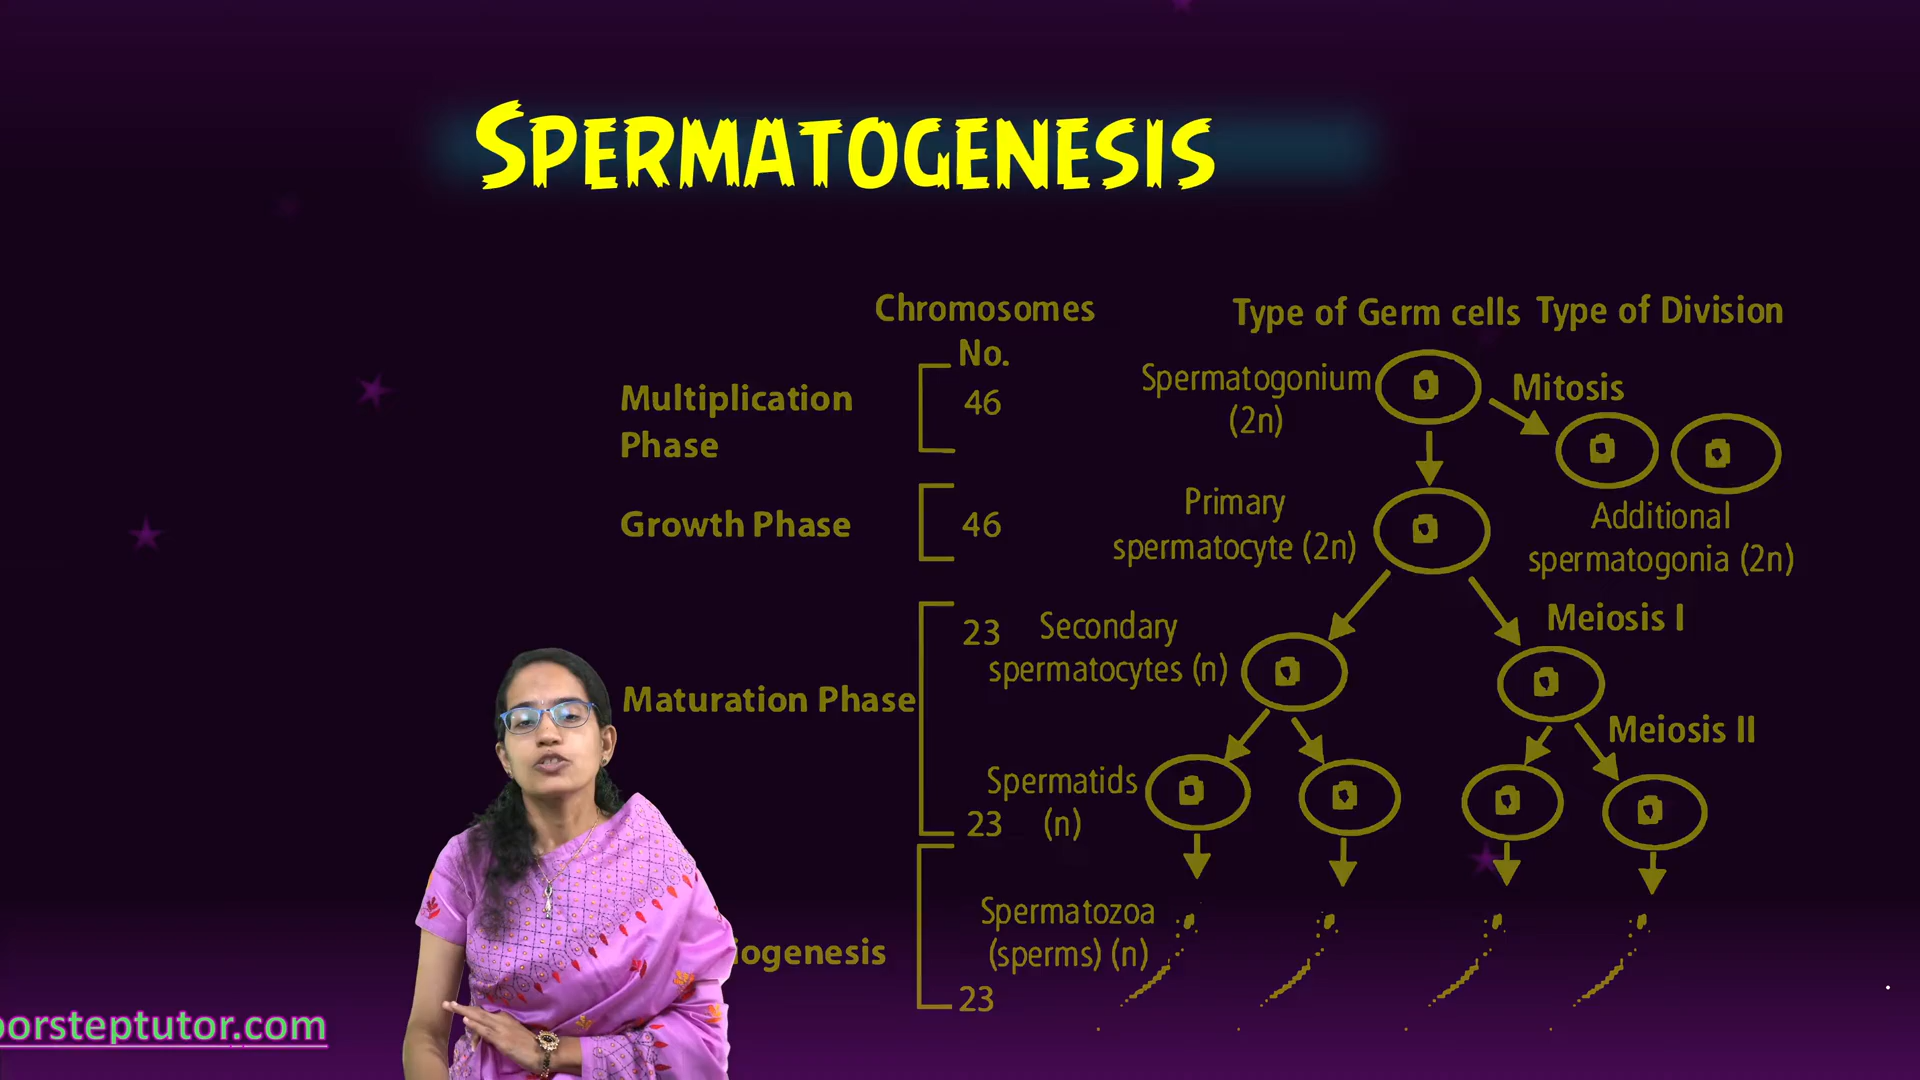 SPERMATOGENESIS
Chromosomes
No.
Type of Germ cells
Type of Division
Multiplication
Phase
46
Spermatogonium
(2n)
Mitosis
Growth Phase
46
Primary
spermatocyte (2n)
Additional
spermatogonia (2n)
Maturation Phase
23
Secondary
spermatocytes (n)
Meiosis I
Meiosis II
Spermatids
(n)
23
iogenesis
Spermatozoa
(sperms) (n)
23
oorsteptutor.com